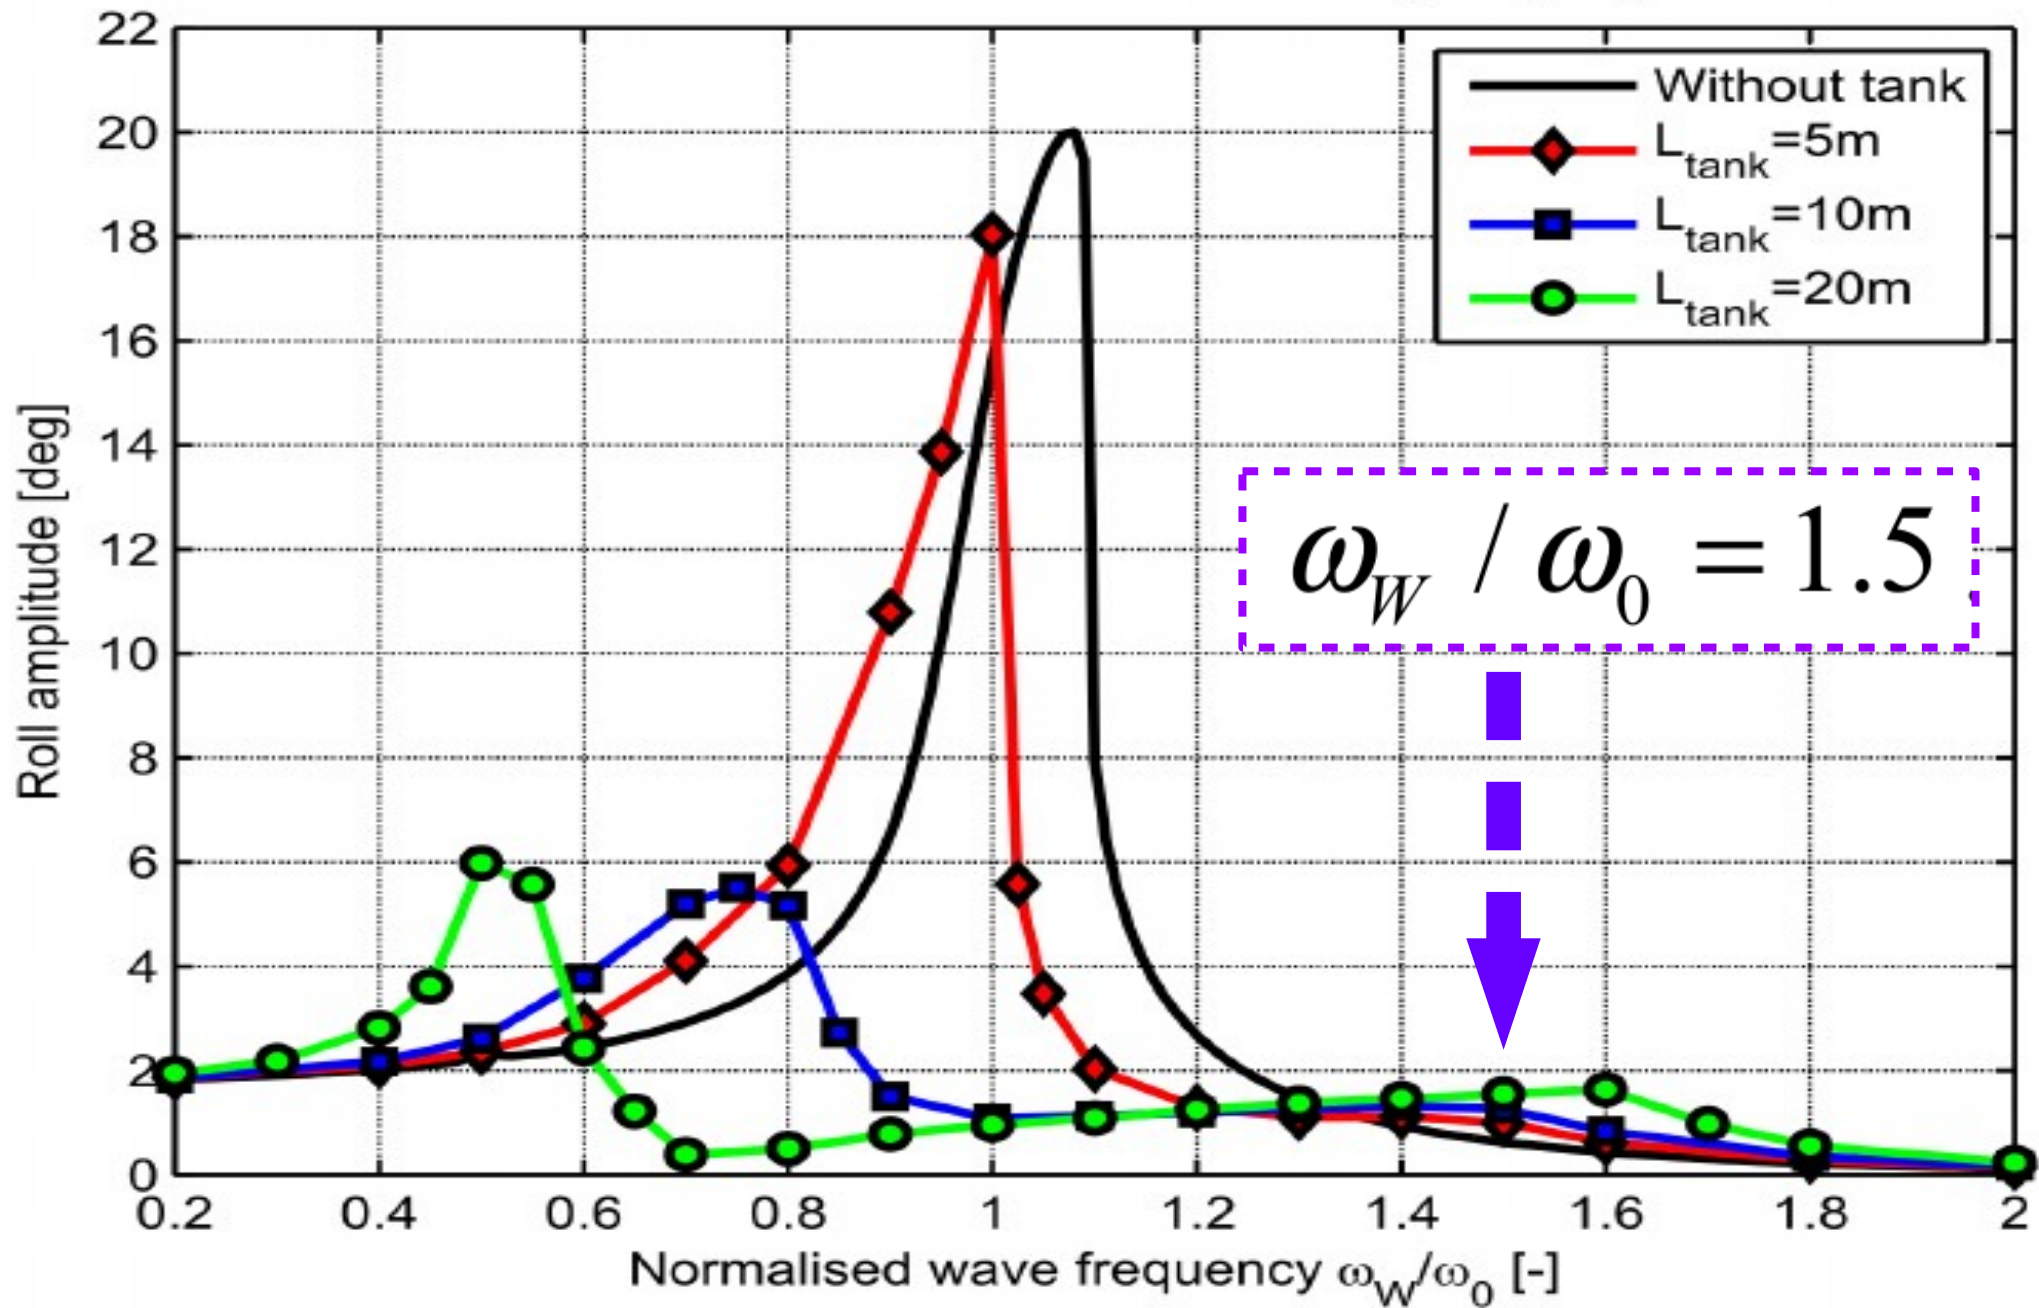 22
20
18
16
14
12
10
8
6
4
2
0
Roll amplitude [deg]
Without tank
L_tank=5m
L_tank=10m
L_tank=20m
ω_W / ω_0 = 1.5
0.2 0.4 0.6 0.8 1 1.2 1.4 1.6 1.8 2
Normalised wave frequency ω_W/ω_0 [-]